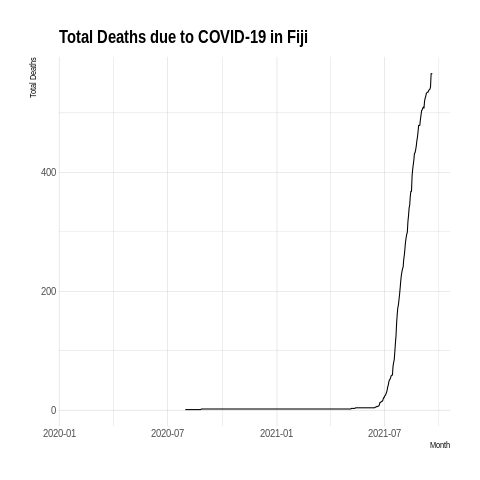 Total Deaths due to COVID-19 in Fiji
Total Deaths
400
200
0
2020-01 2020-07 2021-01 2021-07
Month